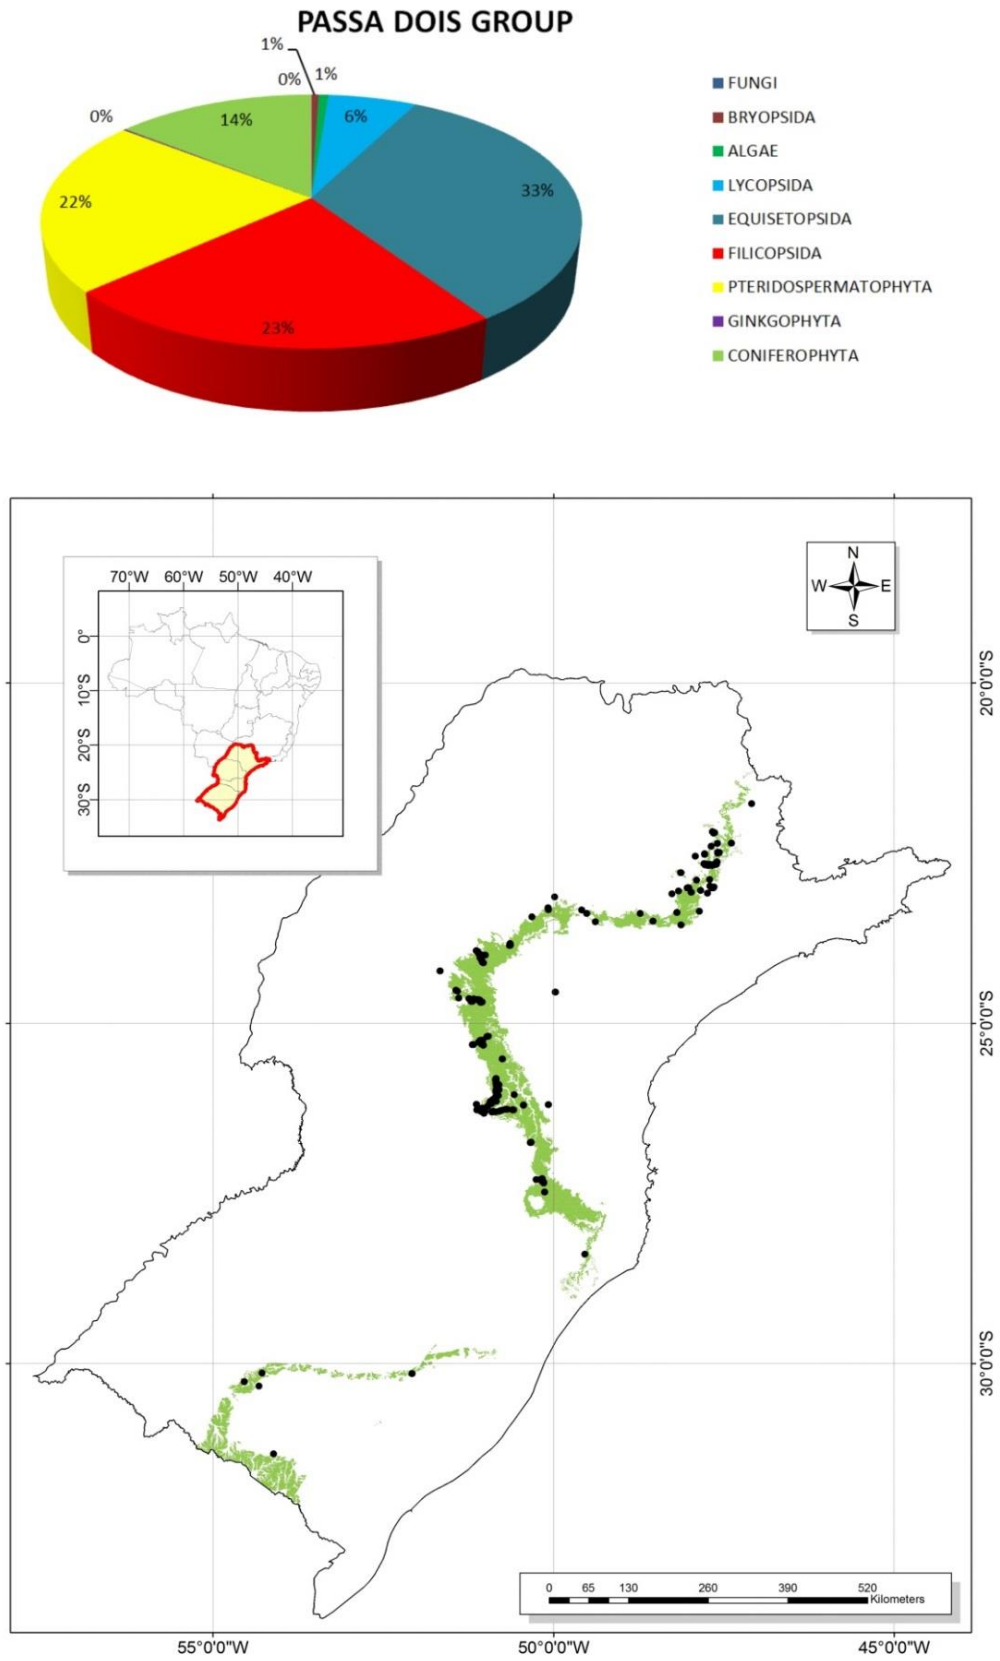 PASSA DOIS GROUP
1%
0%
1%
0%
14%
6%
33%
22%
23%
FUNGI
BRYOPSIDA
ALGAE
LYCOPSIDA
EQUISETOPSIDA
FILICOPSIDA
PTERIDOSPERMATOPHYTA
GINKGOPHYTA
CONIFEROPHYTA
70°W 60°W 50°W 40°W
0°
10°S
20°S
30°S
N
W E
S
20°0'0"S
25°0'0"S
30°0'0"S
0 65 130 260 390 520
Kilometers
55°0'0"W 50°0'0"W 45°0'0"W